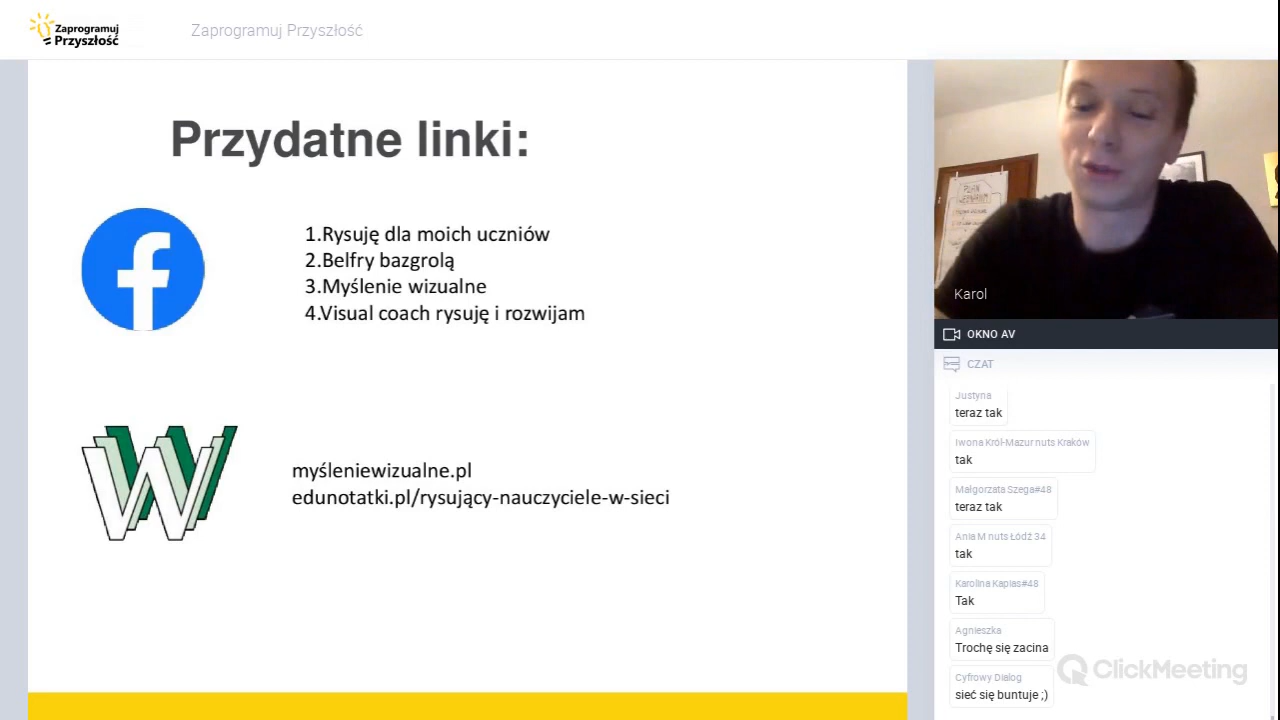 Zaprogramuj
Przyszłość
Zaprogramuj Przyszłość
Przydatne linki:
1.Rysuję dla moich uczniów
2.Belfry bazgrolą
3.Myślenie wizualne
4.Visual coach rysuję i rozwijam
myśleniewizualne.pl
edunotatki.pl/rysujący-nauczyciele-w-sieci
PLAN
Karol
OKNO AV
CZAT
Justyna
teraz tak
Iwona Król-Mazur nuts Kraków
tak
Małgorzata Szega#48
teraz tak
Ania M nuts Łódź 34
tak
Karolina Kapias#48
Tak
Agnieszka
Trochę się zacina
Cyfrowy Dialog
sieć się buntuje ;)
ClickMeeting